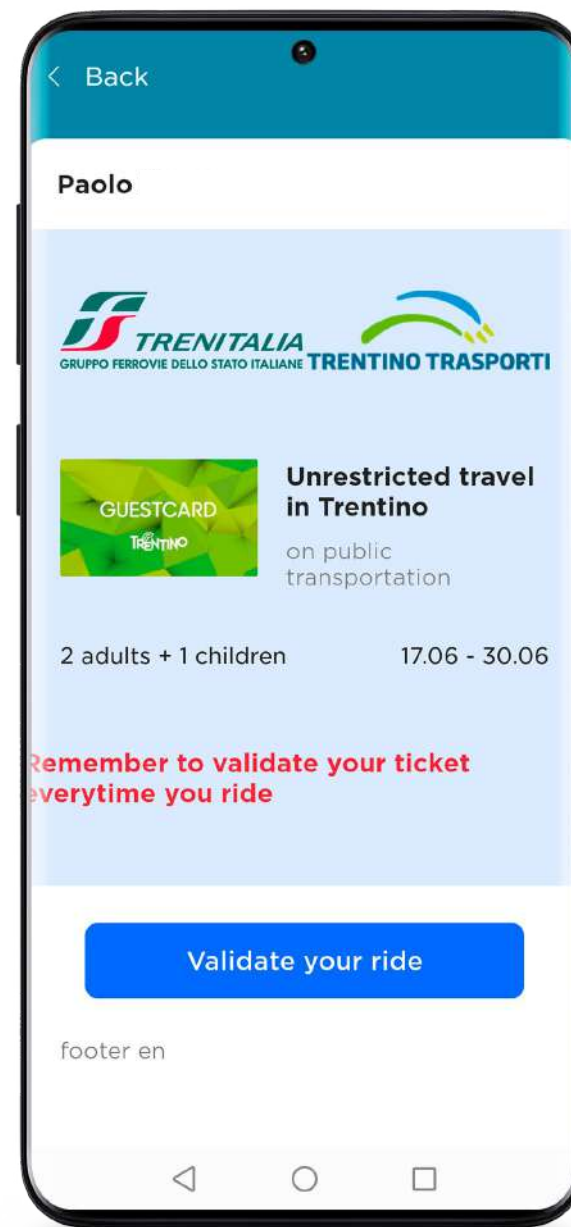 Back
Paolo
TRENITALIA
GRUPPO FERROVIE DELLO STATO ITALIANE
TRENTINO TRASPORTI
GUESTCARD
TRENTINO
Unrestricted travel
in Trentino
on public
transportation
2 adults + 1 children
17.06 - 30.06
Remember to validate your ticket
everytime you ride
Validate your ride
footer en